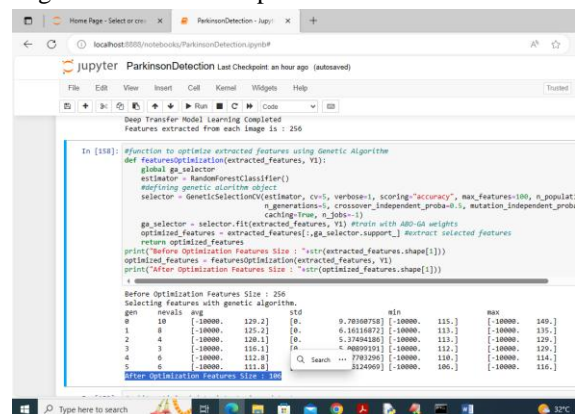 Home Page - Select or crea
ParkinsonDetection - Jupyt
localhost:8888/notebooks/ParkinsonDetection.ipynb#
jupyter ParkinsonDetection Last Checkpoint: an hour ago (autosaved)
File Edit View Insert Cell Kernel Widgets Help
Trusted
Run Code
Deep Transfer Model Learning Completed
Features extracted from each image is : 256
In [158]: #function to optimize extracted features using Genetic Algorithm
def featuresOptimization(extracted_features, Y1):
global ga_selector
estimator = RandomForestClassifier()
#defining genetic alorithm object
selector = GeneticSelectionCV(estimator, cv=5, verbose=1, scoring="accuracy", max_features=100, n_populati
n_generations=5, crossover_independent_proba=0.5, mutation_independent_prob
caching=True, n_jobs=-1)
ga_selector = selector.fit(extracted_features, Y1) #train with ABO-GA weights
optimized_features = extracted_features[:,ga_selector.support_] #extract selected features
return optimized_features
print("Before Optimization Features Size : "+str(extracted_features.shape[1]))
optimized_features = featuresOptimization(extracted_features, Y1)
print("After Optimization Features Size : "+str(optimized_features.shape[1]))
Before Optimization Features Size : 256
Selecting features with genetic algorithm.
gen nevals avg std min max
0 10 [-10000. 129.2] [0. 9.70360758] [-10000. 115.] [-10000. 149.]
1 8 [-10000. 125.2] [0. 6.16116872] [-10000. 113.] [-10000. 135.]
2 4 [-10000. 120.1] [0. 5.37494186] [-10000. 113.] [-10000. 129.]
3 3 [-10000. 116.1] [0. 5.00899191] [-10000. 112.] [-10000. 129.]
4 6 [-10000. 112.8] 7703296] [-10000. 110.] [-10000. 114.]
5 6 [-10000. 111.8] 3124969] [-10000. 106.] [-10000. 116.]
Search ...
After Optimization Features Size : 106
Type here to search
32°C